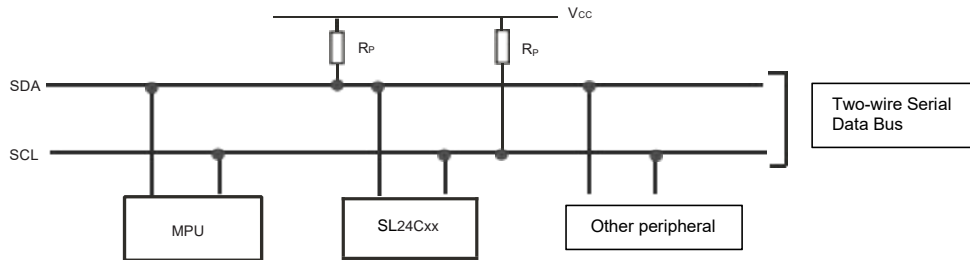 Vcc
RP
RP
SDA
Two-wire Serial
Data Bus
SCL
MPU
SL24Cxx
Other peripheral